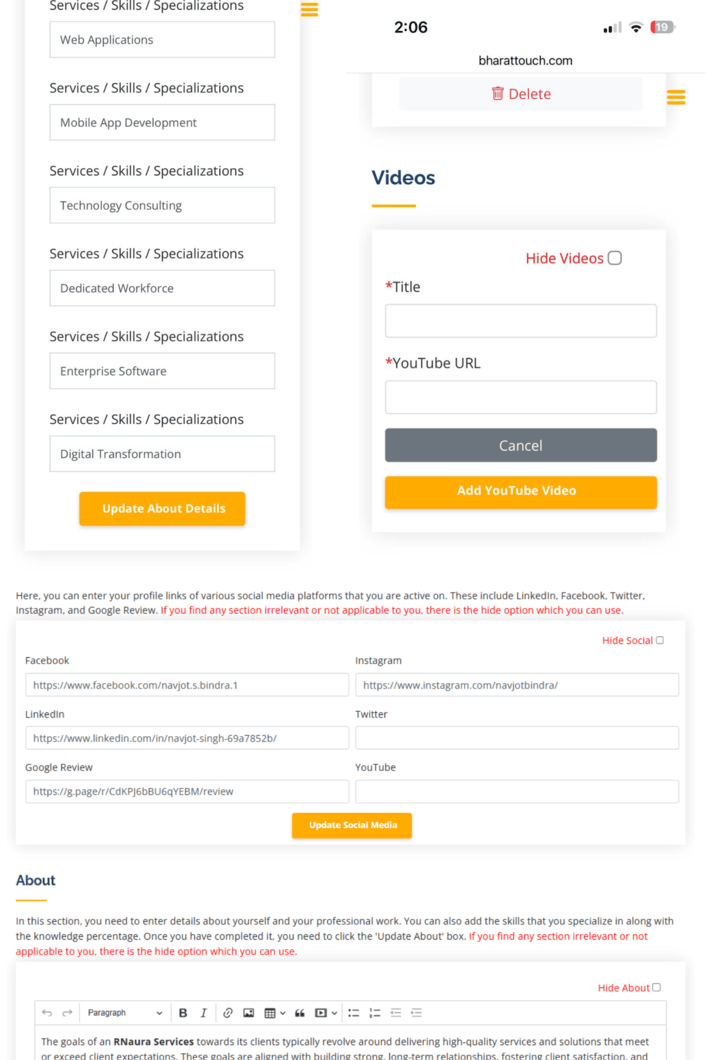 Services / Skills / Specializations
Web Applications
Services / Skills / Specializations
Mobile App Development
Services / Skills / Specializations
Technology Consulting
Services / Skills / Specializations
Dedicated Workforce
Services / Skills / Specializations
Enterprise Software
Services / Skills / Specializations
Digital Transformation
Update About Details
2:06
19
bharattouch.com
Delete
Videos
Hide Videos
*Title
*YouTube URL
Cancel
Add YouTube Video
Here, you can enter your profile links of various social media platforms that you are active on. These include LinkedIn, Facebook, Twitter,
Instagram, and Google Review. If you find any section irrelevant or not applicable to you, there is the hide option which you can use.
Hide Social
Facebook
Instagram
https://www.facebook.com/navjot.s.bindra.1
https://www.instagram.com/navjotbindra/
LinkedIn
Twitter
https://www.linkedin.com/in/navjot-singh-69a7852b/
Google Review
YouTube
https://g.page/r/CdKPJ6bBU6qYEBM/review
Update Social Media
About
In this section, you need to enter details about yourself and your professional work. You can also add the skills that you specialize in along with
the knowledge percentage. Once you have completed it, you need to click the 'Update About' box. If you find any section irrelevant or not
applicable to you, there is the hide option which you can use.
Hide About
Paragraph
B I
The goals of an RNaura Services towards its clients typically revolve around delivering high-quality services and solutions that meet
or exceed client expectations. These goals are aligned with building strong, long-term relationships, fostering client satisfaction, and